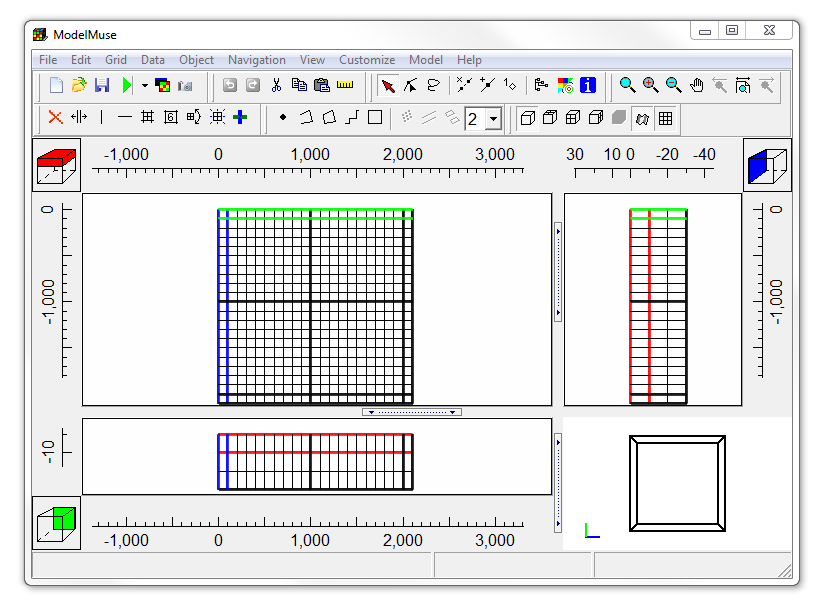 ModelMuse
File Edit Grid Data Object Navigation View Customize Model Help
6 2
-1,000 0 1,000 2,000 3,000
30 10 0 -20 -40
0
-1,000
0
-1,000
-10
-1,000 0 1,000 2,000 3,000